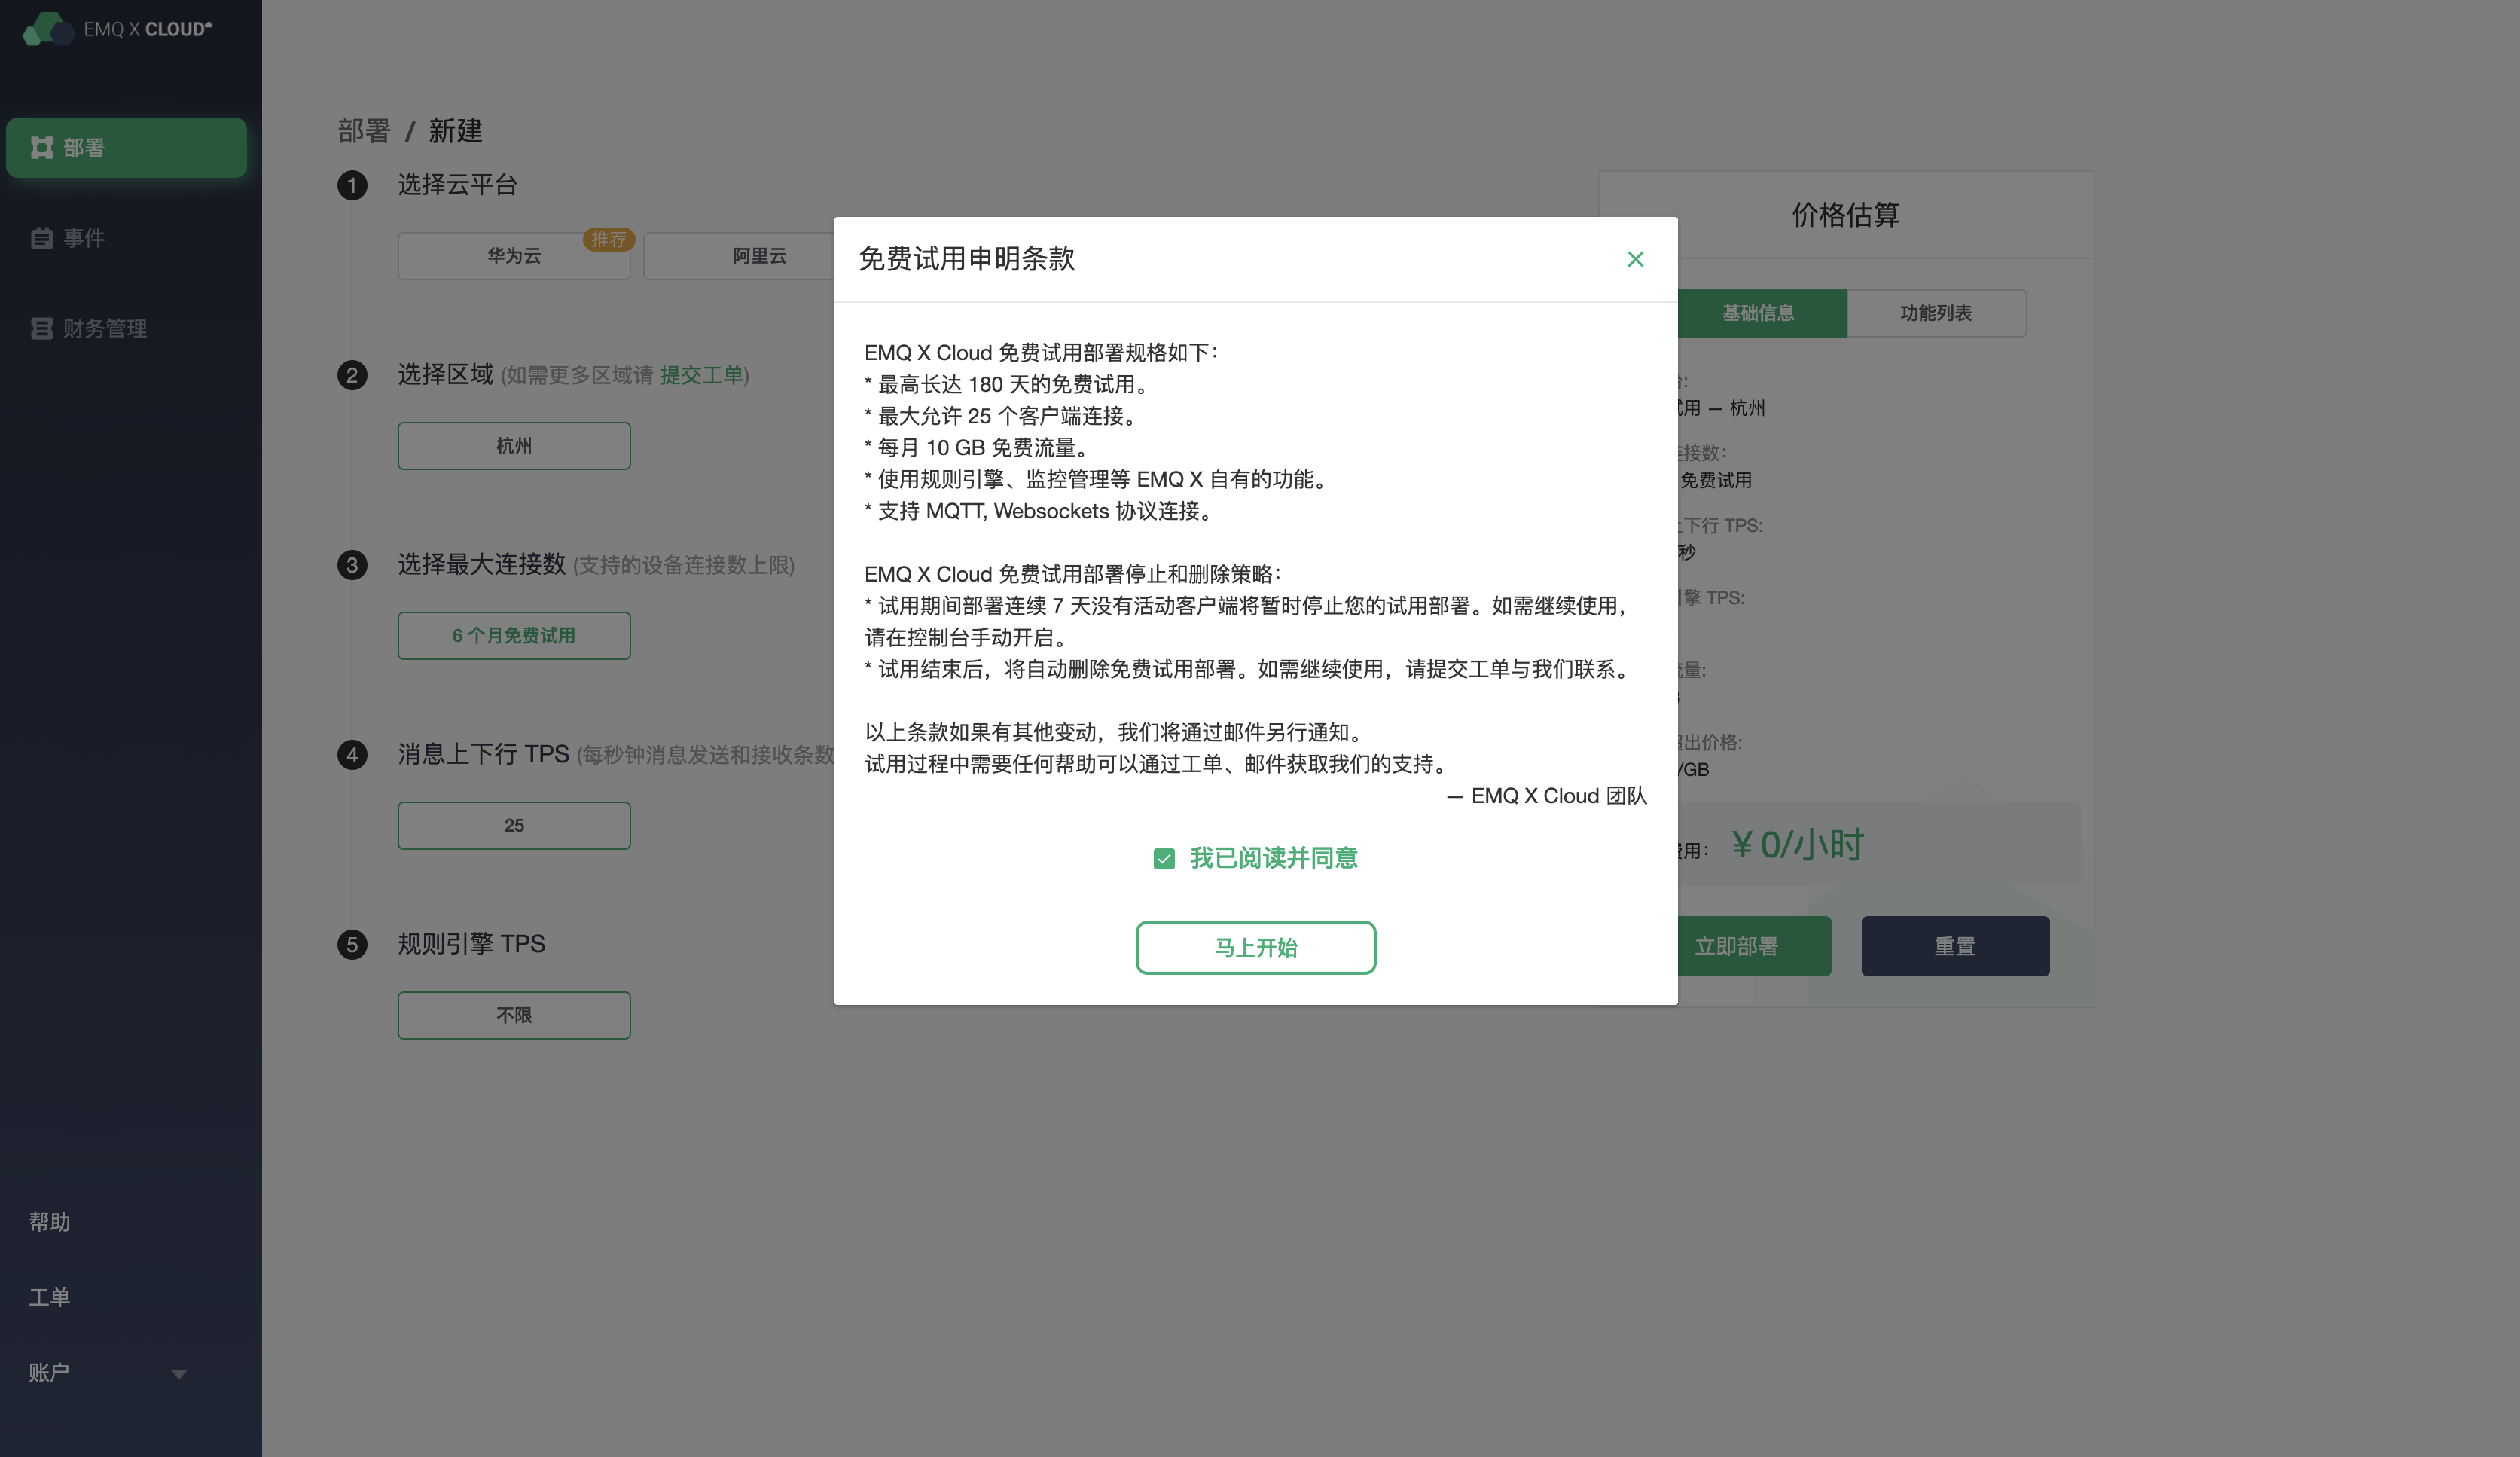 EMQ X CLOUD
部署
事件
财务管理
帮助
工单
账户
部署 / 新建
1 选择云平台
华为云
推荐
阿里云
2 选择区域 (如需更多区域请 提交工单)
杭州
3 选择最大连接数 (支持的设备连接数上限)
6 个月免费试用
4 消息上下行 TPS (每秒钟消息发送和接收条数
25
5 规则引擎 TPS
不限
免费试用申明条款
EMQ X Cloud 免费试用部署规格如下：
* 最高长达 180 天的免费试用。
* 最大允许 25 个客户端连接。
* 每月 10 GB 免费流量。
* 使用规则引擎、监控管理等 EMQ X 自有的功能。
* 支持 MQTT, Websockets 协议连接。
EMQ X Cloud 免费试用部署停止和删除策略：
* 试用期间部署连续 7 天没有活动客户端将暂时停止您的试用部署。如需继续使用，
请在控制台手动开启。
* 试用结束后，将自动删除免费试用部署。如需继续使用，请提交工单与我们联系。
以上条款如果有其他变动，我们将通过邮件另行通知。
试用过程中需要任何帮助可以通过工单、邮件获取我们的支持。
— EMQ X Cloud 团队
我已阅读并同意
马上开始
价格估算
基础信息
功能列表
用 — 杭州
接数：
免费试用
下行 TPS:
秒
擎 TPS:
量:
出价格:
/GB
用： ¥ 0/小时
立即部署
重置